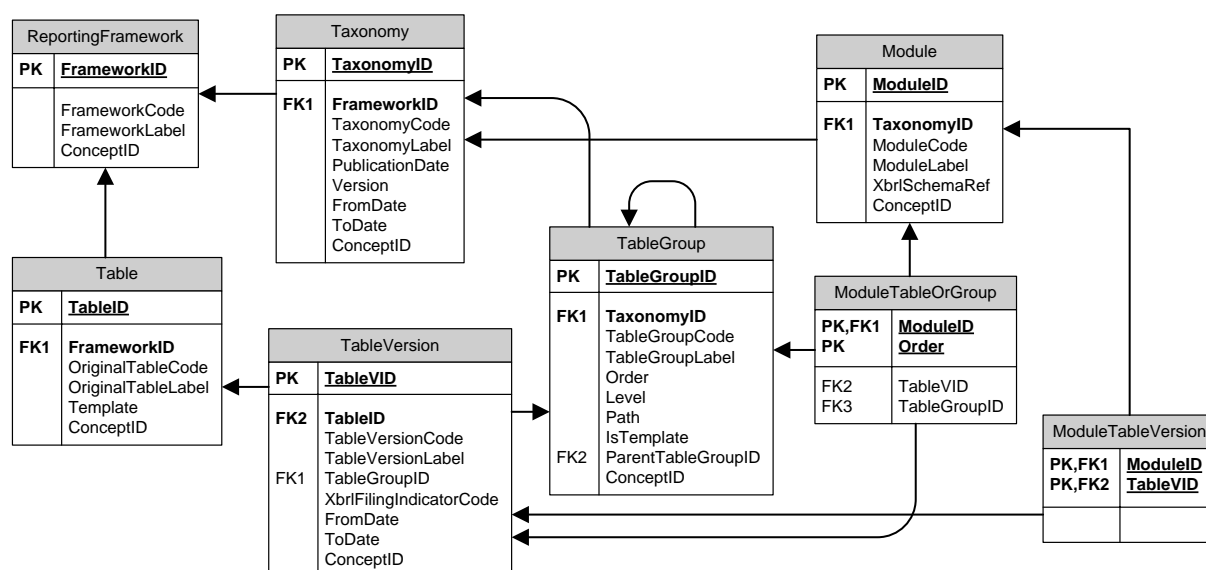 ReportingFramework
PK FrameworkID
FrameworkCode
FrameworkLabel
ConceptID
Taxonomy
PK TaxonomyID
FK1 FrameworkID
TaxonomyCode
TaxonomyLabel
PublicationDate
Version
FromDate
ToDate
ConceptID
Module
PK ModuleID
FK1 TaxonomyID
ModuleCode
ModuleLabel
XbrlSchemaRef
ConceptID
Table
PK TableID
FK1 FrameworkID
OriginalTableCode
OriginalTableLabel
Template
ConceptID
TableVersion
PK TableVID
FK2 TableID
TableVersionCode
TableVersionLabel
FK1 TableGroupID
XbrlFilingIndicatorCode
FromDate
ToDate
ConceptID
TableGroup
PK TableGroupID
FK1 TaxonomyID
TableGroupCode
TableGroupLabel
Order
Level
Path
IsTemplate
FK2 ParentTableGroupID
ConceptID
ModuleTableOrGroup
PK,FK1 ModuleID
PK Order
FK2 TableVID
FK3 TableGroupID
ModuleTableVersion
PK,FK1 ModuleID
PK,FK2 TableVID